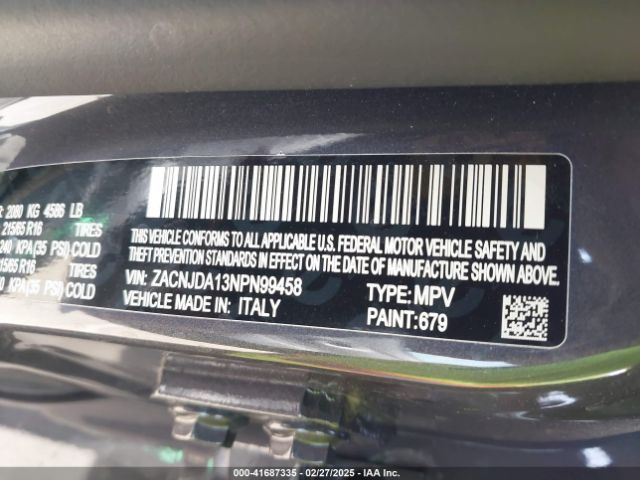 : 2080 KG 4586 LB
215/65 R16 TIRES
240 KPA(35 PSI) COLD
215/65 R16 TIRES
KPA(35 PSI) COLD
THIS VEHICLE CONFORMS TO ALL APPLICABLE U.S. FEDERAL MOTOR VEHICLE SAFETY AND
THEFT PREVENTION STANDARDS IN EFFECT ON THE DATE OF MANUFACTURE SHOWN ABOVE.
VIN: ZACNJDA13NPN99458 TYPE: MPV
VEHICLE MADE IN: ITALY PAINT:679
000-41687335 - 02/27/2025 - IAA Inc.